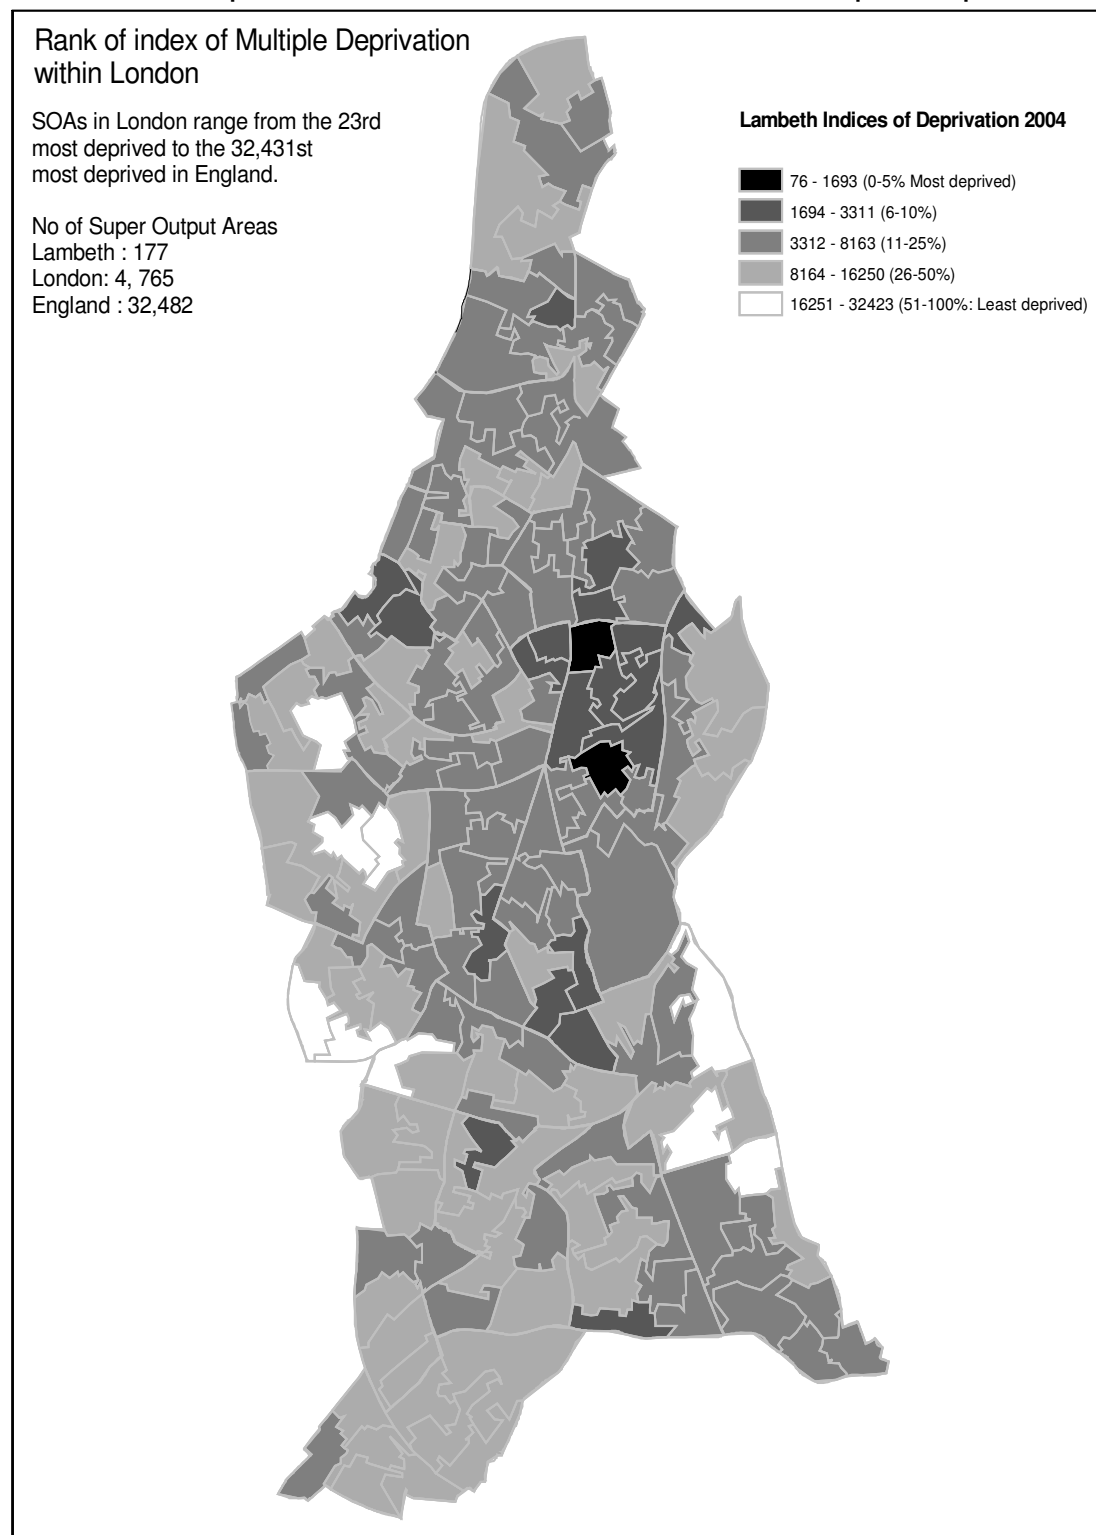 Rank of index of Multiple Deprivation
within London
SOAs in London range from the 23rd
most deprived to the 32,431st
most deprived in England.
No of Super Output Areas
Lambeth : 177
London: 4, 765
England : 32,482
Lambeth Indices of Deprivation 2004
76 - 1693 (0-5% Most deprived)
1694 - 3311 (6-10%)
3312 - 8163 (11-25%)
8164 - 16250 (26-50%)
16251 - 32423 (51-100%: Least deprived)